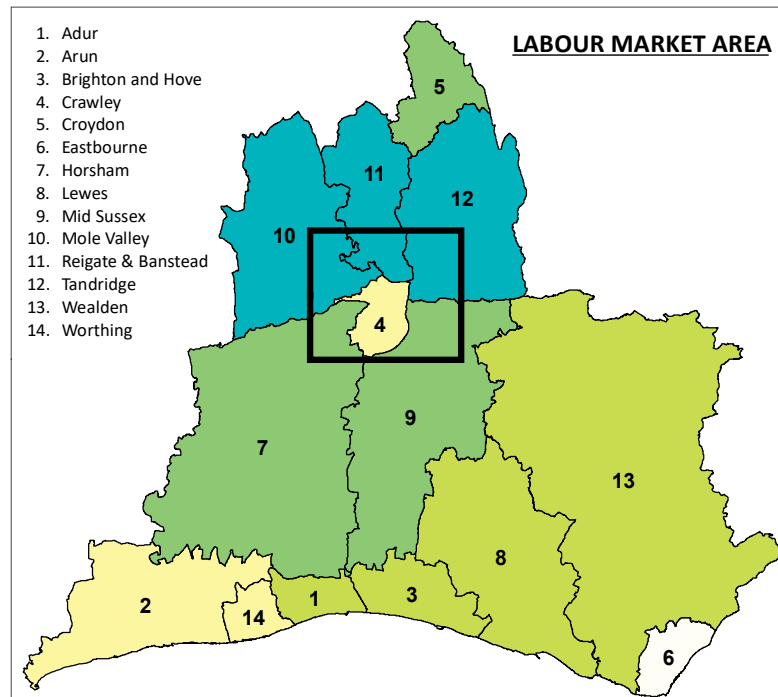 LABOUR MARKET AREA
1. Adur
2. Arun
3. Brighton and Hove
4. Crawley
5. Croydon
6. Eastbourne
7. Horsham
8. Lewes
9. Mid Sussex
10. Mole Valley
11. Reigate & Banstead
12. Tandridge
13. Wealden
14. Worthing
5
11
12
10
4
9
7
13
8
2
14
1
3
6